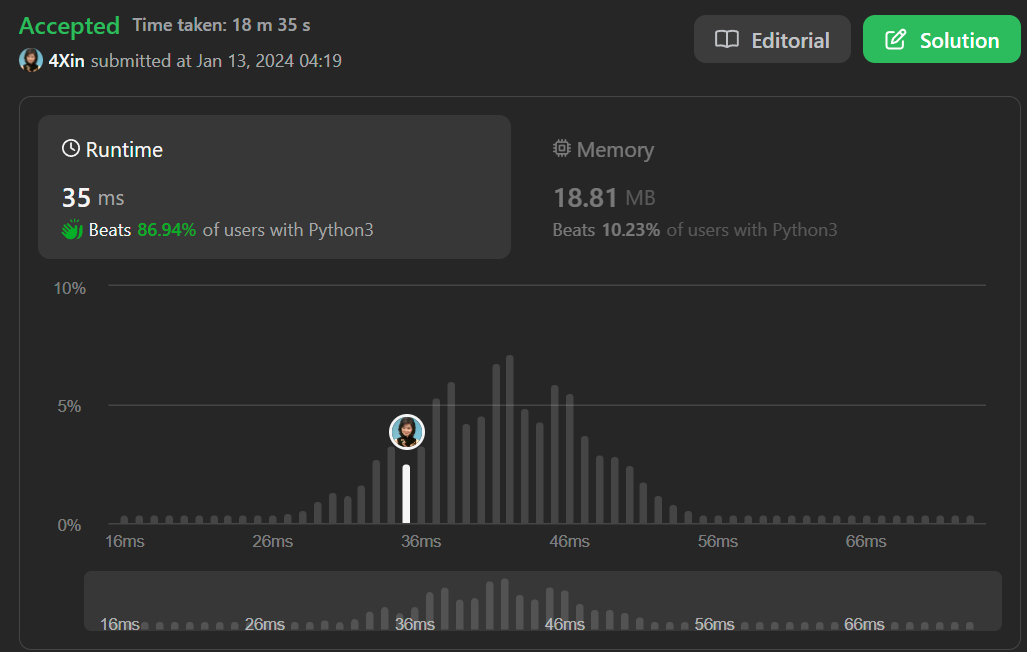 Accepted Time taken: 18 m 35 s
4Xin submitted at Jan 13, 2024 04:19
Editorial
Solution
Runtime
35 ms
Beats 86.94% of users with Python3
Memory
18.81 MB
Beats 10.23% of users with Python3
10%
5%
0%
16ms 26ms 36ms 46ms 56ms 66ms
16ms 26ms 36ms 46ms 56ms 66ms